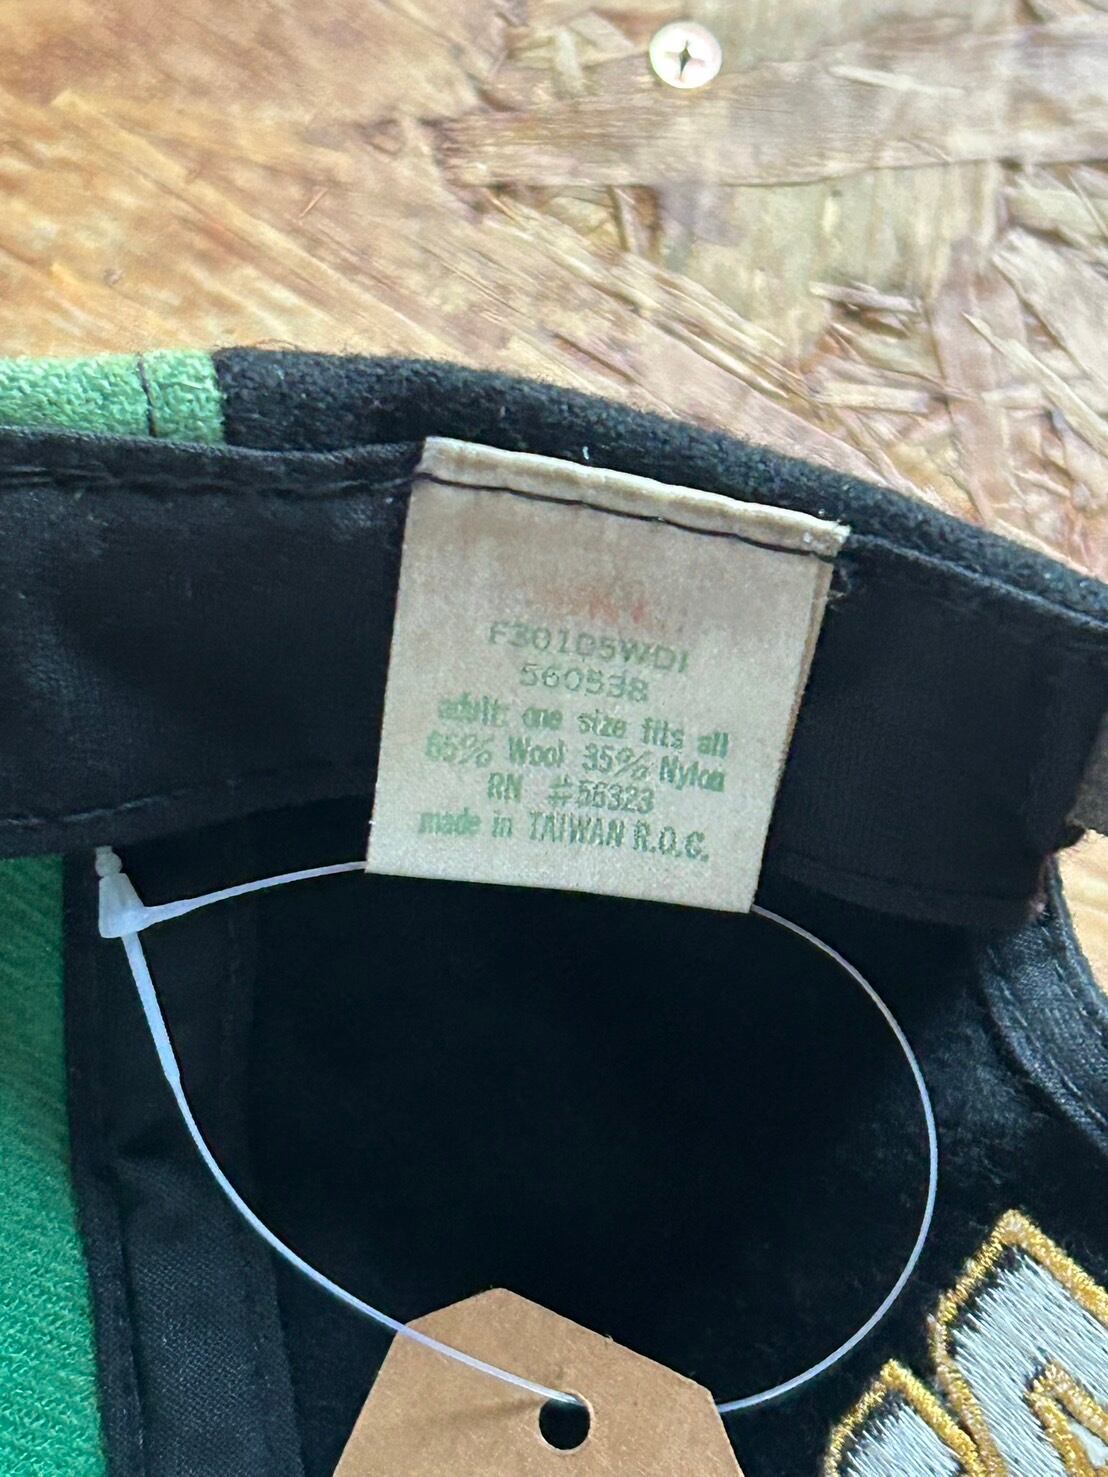 F30105WDI
560538
adult: one size fits all
65% Wool 35% Nylon
RN #56323
made in TAIWAN R.O.C.